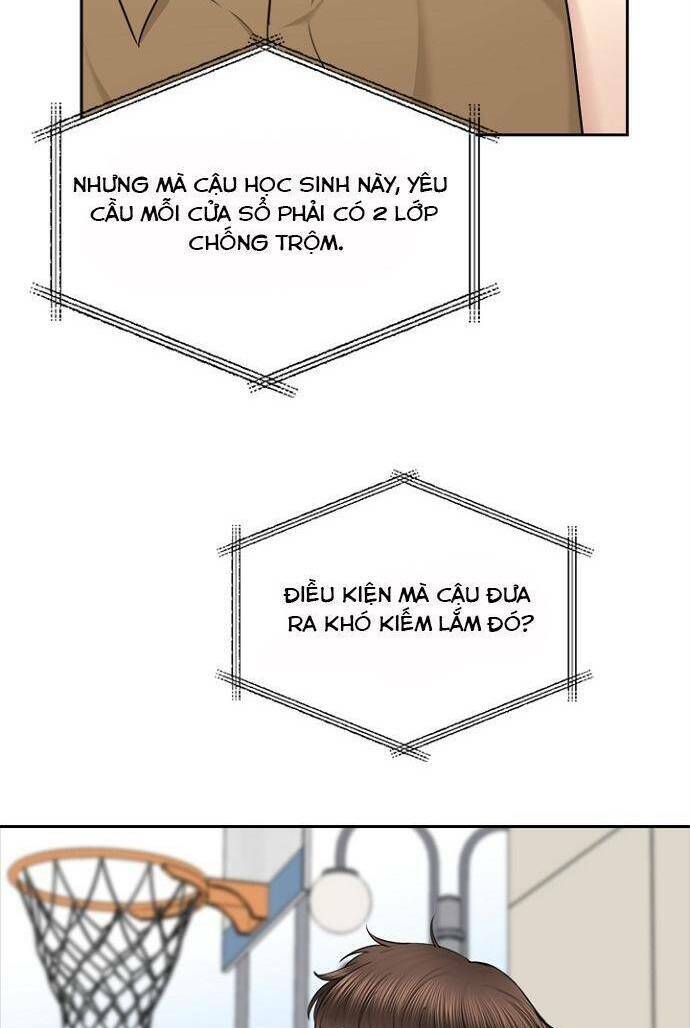 NHƯNG MÀ CẬU HỌC SINH NÀY, YÊU
CẦU MỖI CỬA SỔ PHẢI CÓ 2 LỚP
CHỐNG TRỘM.
ĐIỀU KIỆN MÀ CẬU ĐƯA
RA KHÓ KIẾM LẮM ĐÓ?